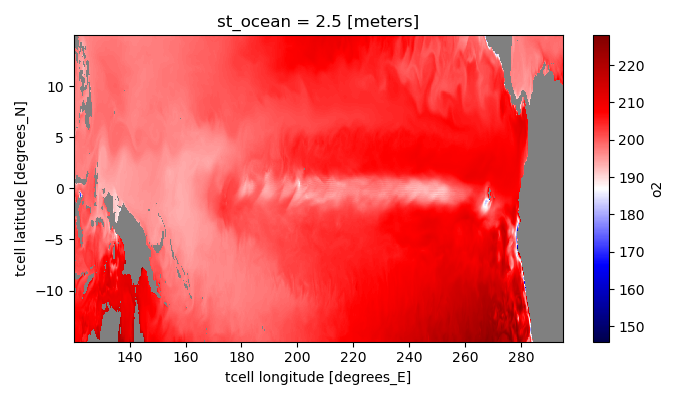 st_ocean = 2.5 [meters]
10
5
0
−5
−10
tcell latitude [degrees_N]
140 160 180 200 220 240 260 280
tcell longitude [degrees_E]
220
210
200
190
180
170
160
150
o2